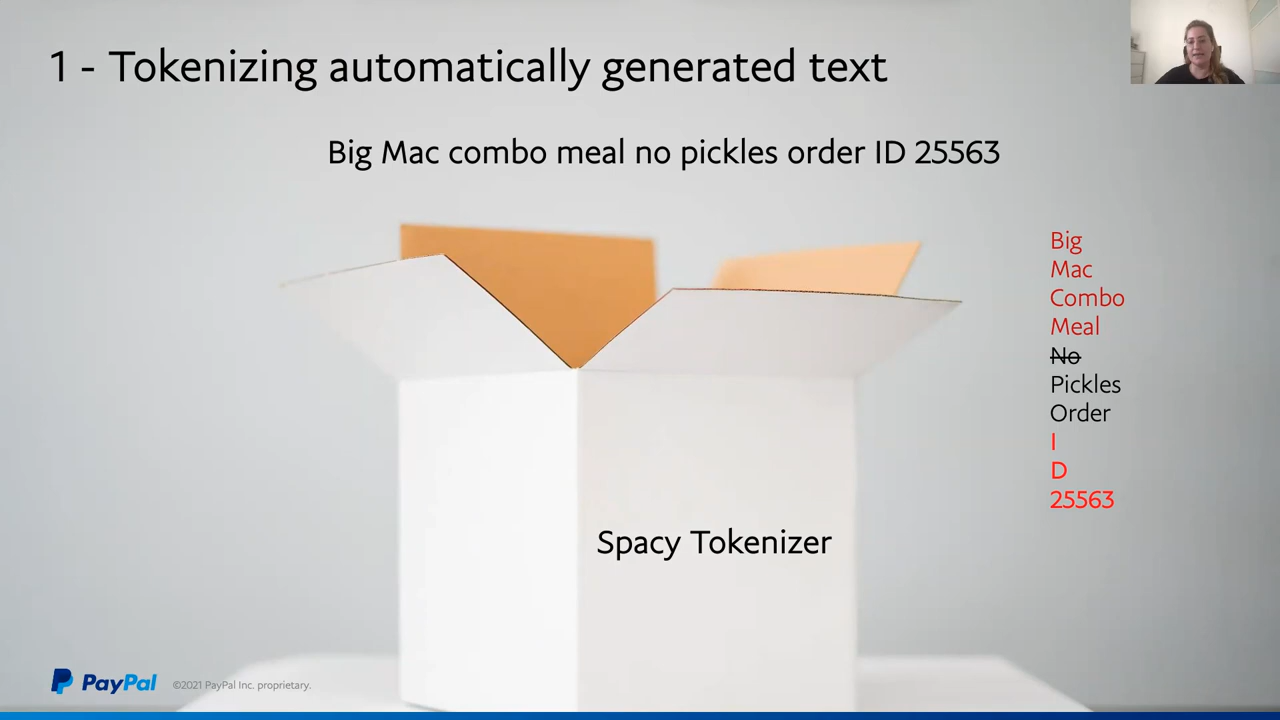 1 - Tokenizing automatically generated text
Big Mac combo meal no pickles order ID 25563
Big
Mac
Combo
Meal
No
Pickles
Order
I
D
25563
Spacy Tokenizer
PayPal
©2021 PayPal Inc. proprietary.